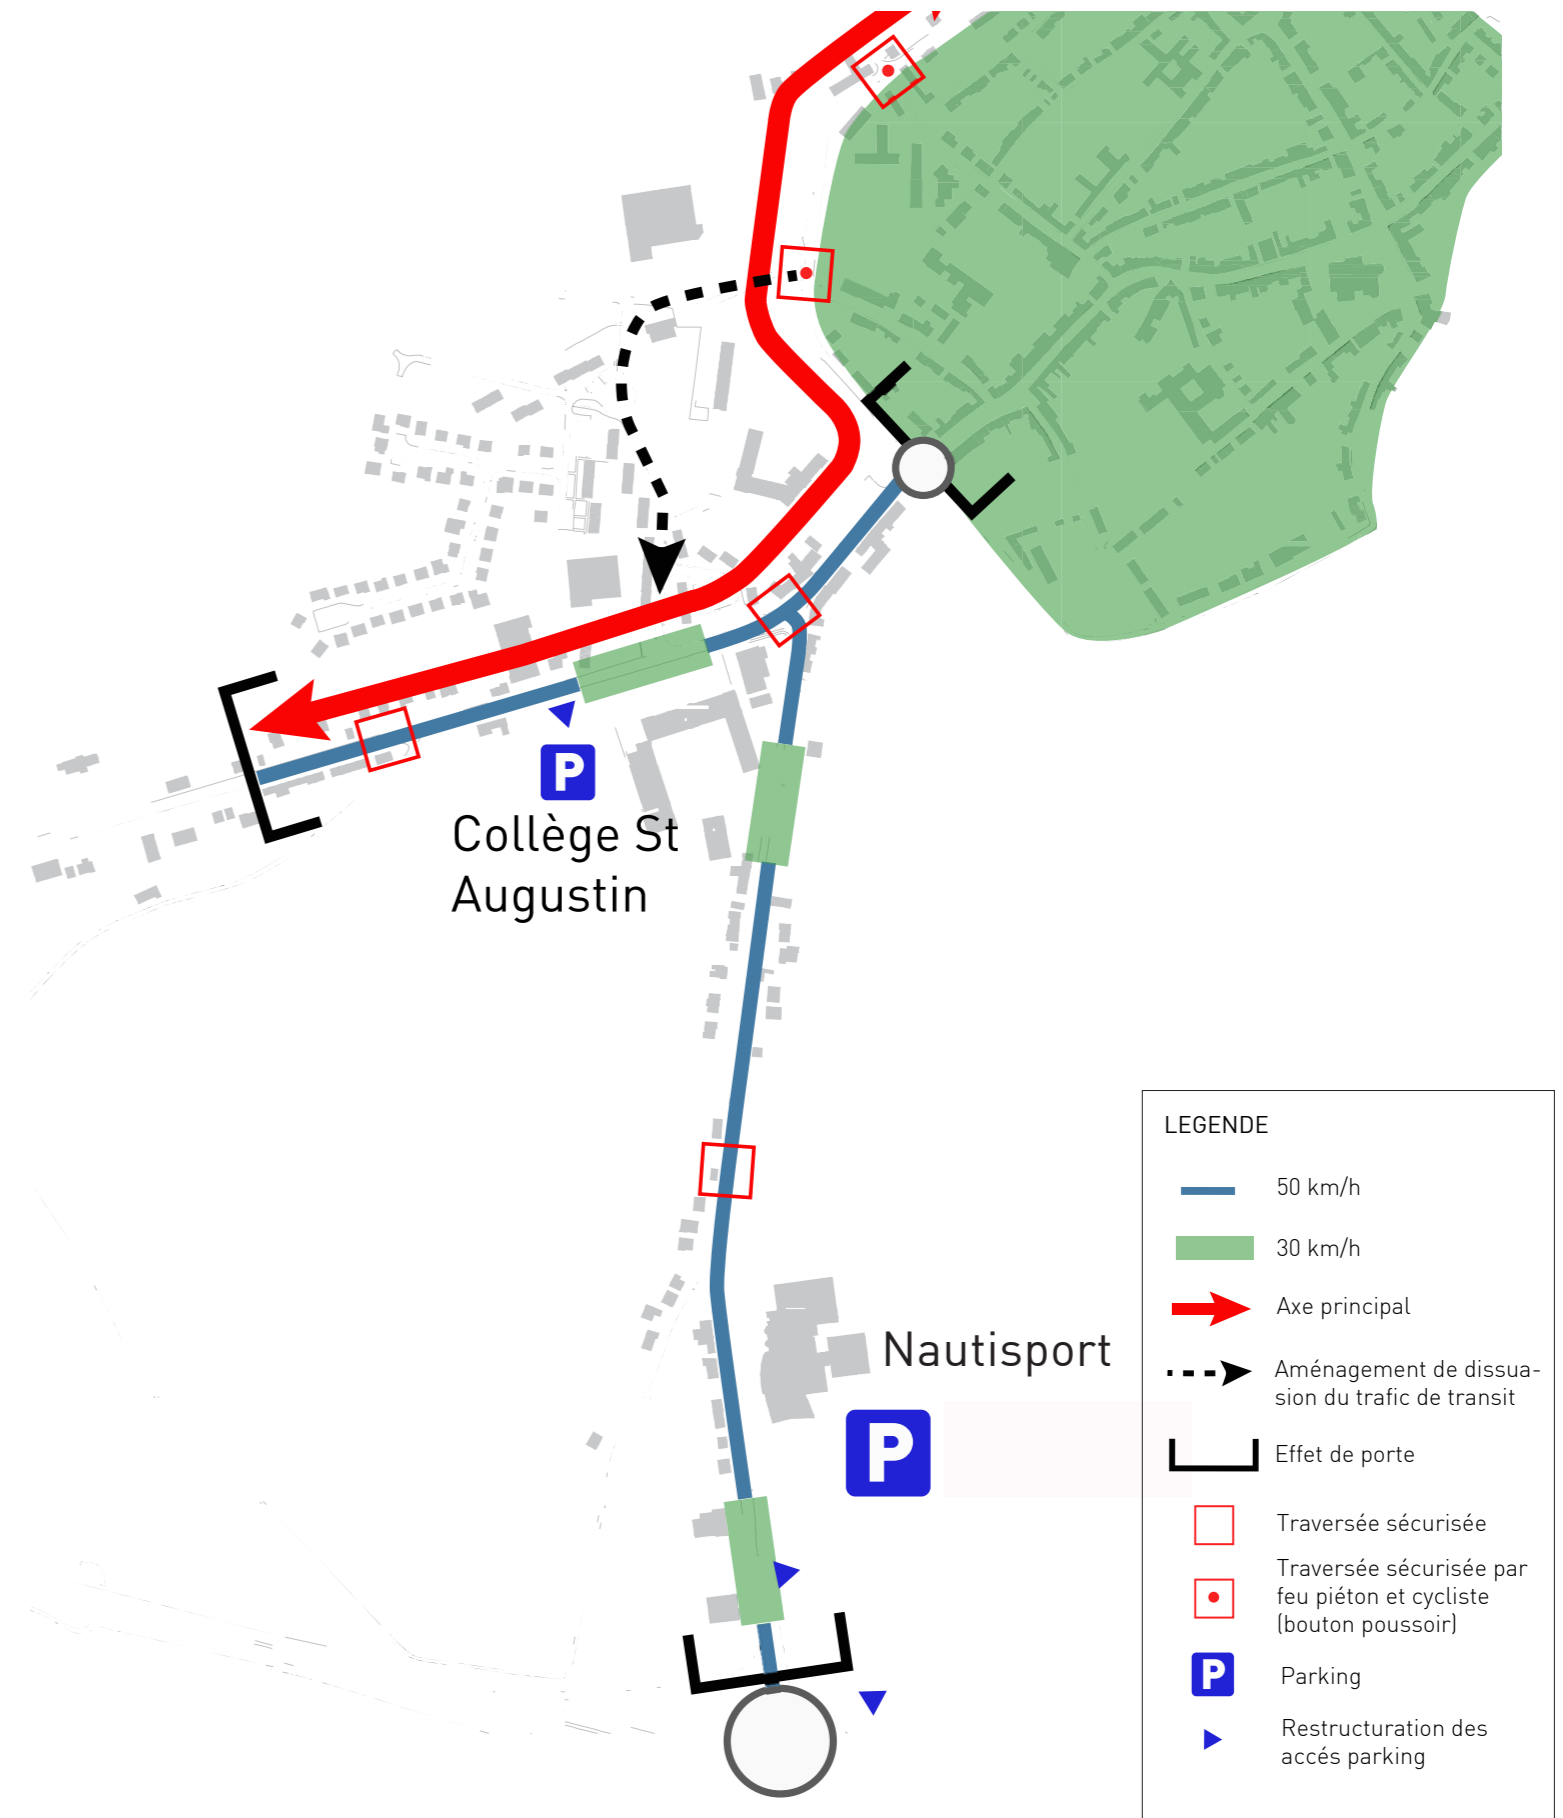 P
Collège St
Augustin
Nautisport
P
LEGENDE
50 km/h
30 km/h
Axe principal
Aménagement de dissua-
sion du trafic de transit
Effet de porte
Traversée sécurisée
Traversée sécurisée par
feu piéton et cycliste
(bouton poussoir)
P Parking
Restructuration des
accés parking